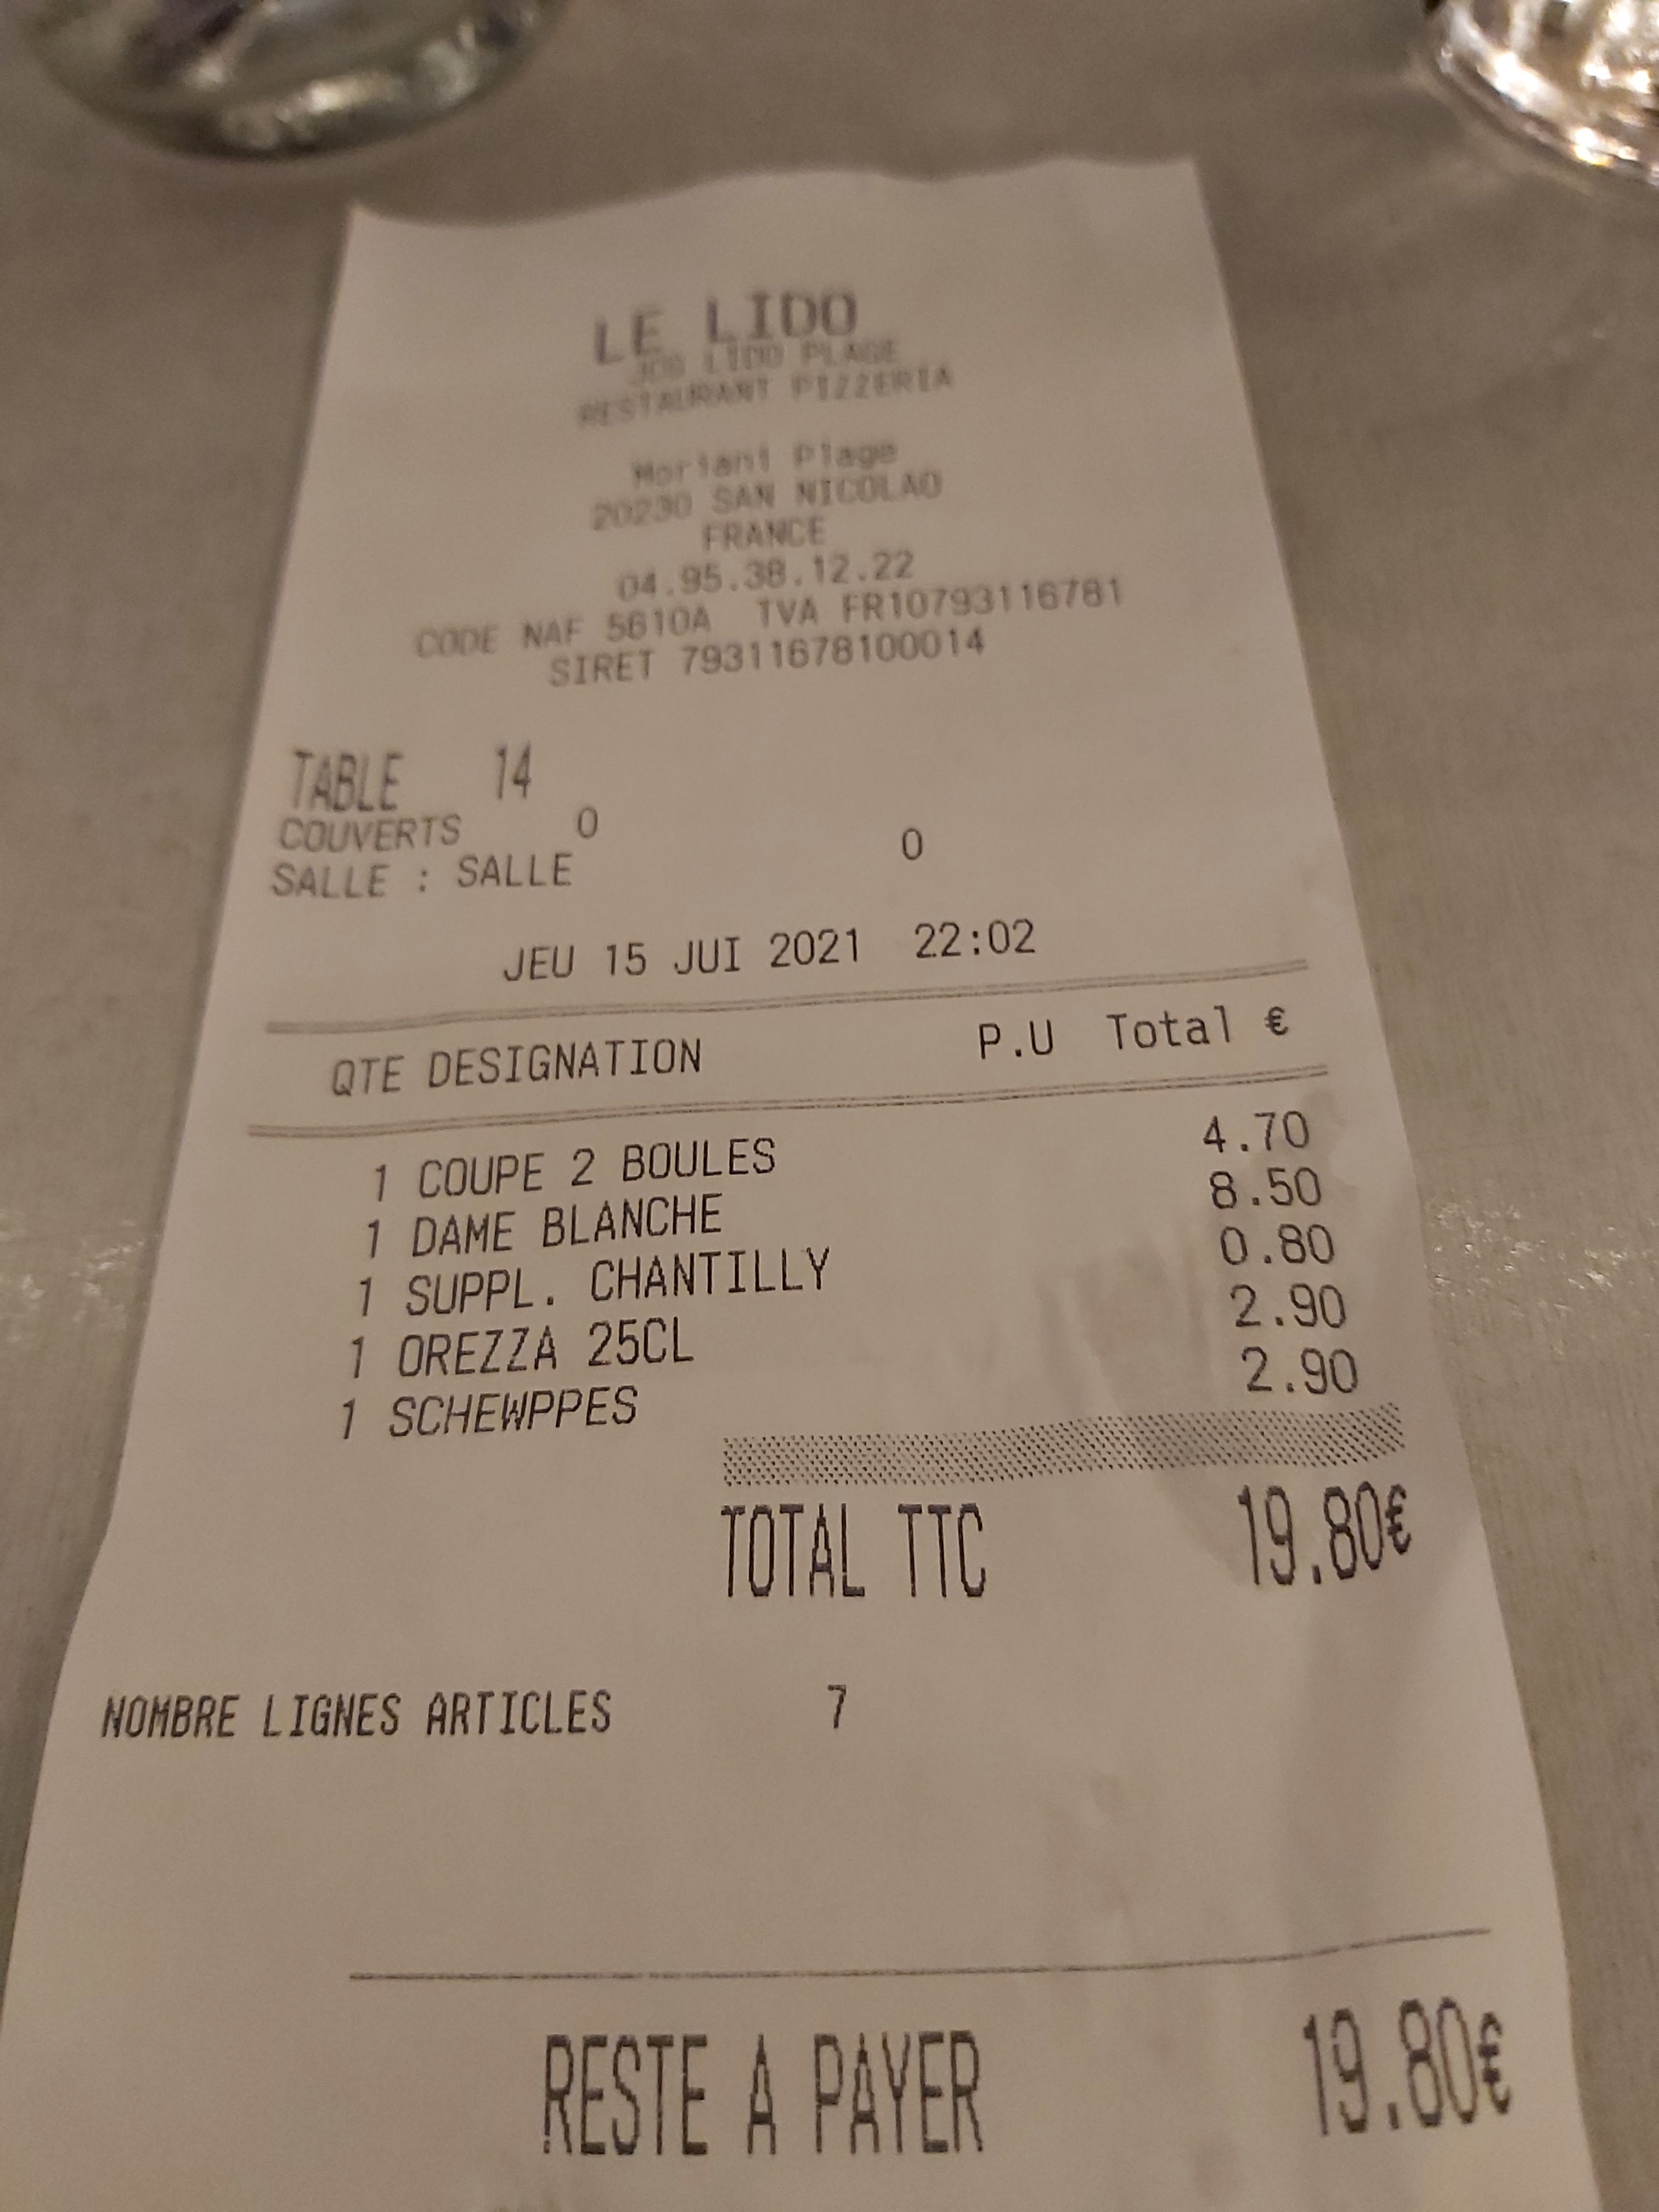 LE LIDO
JDB LIDO PLAGE
RESTAURANT PIZZERIA
Moriani Plage
20230 SAN NICOLAO
FRANCE
04.95.38.12.22
CODE NAF 5610A TVA FR10793116781
SIRET 79311678100014
TABLE 14
COUVERTS 0
SALLE : SALLE 0
JEU 15 JUI 2021 22:02
QTE DESIGNATION P.U Total €
1 COUPE 2 BOULES 4.70
1 DAME BLANCHE 8.50
1 SUPPL. CHANTILLY 0.80
1 OREZZA 25CL 2.90
1 SCHEWPPES 2.90
TOTAL TTC 19.80€
NOMBRE LIGNES ARTICLES 7
RESTE A PAYER 19.80€